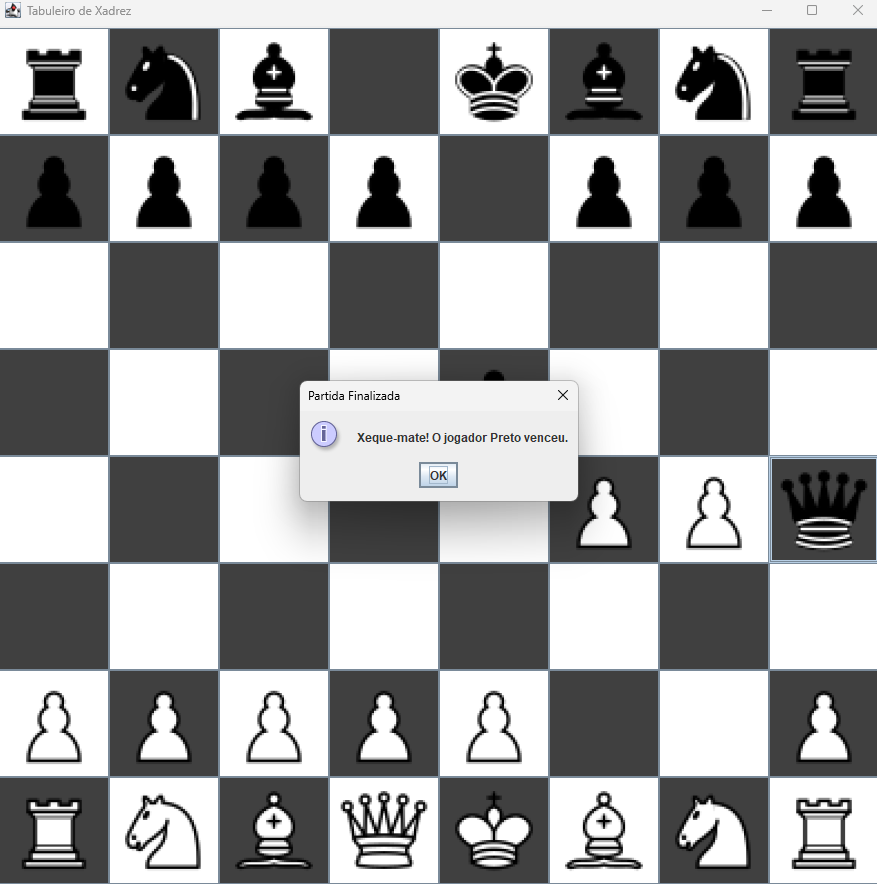 Tabuleiro de Xadrez
Partida Finalizada
Xeque-mate! O jogador Preto venceu.
OK